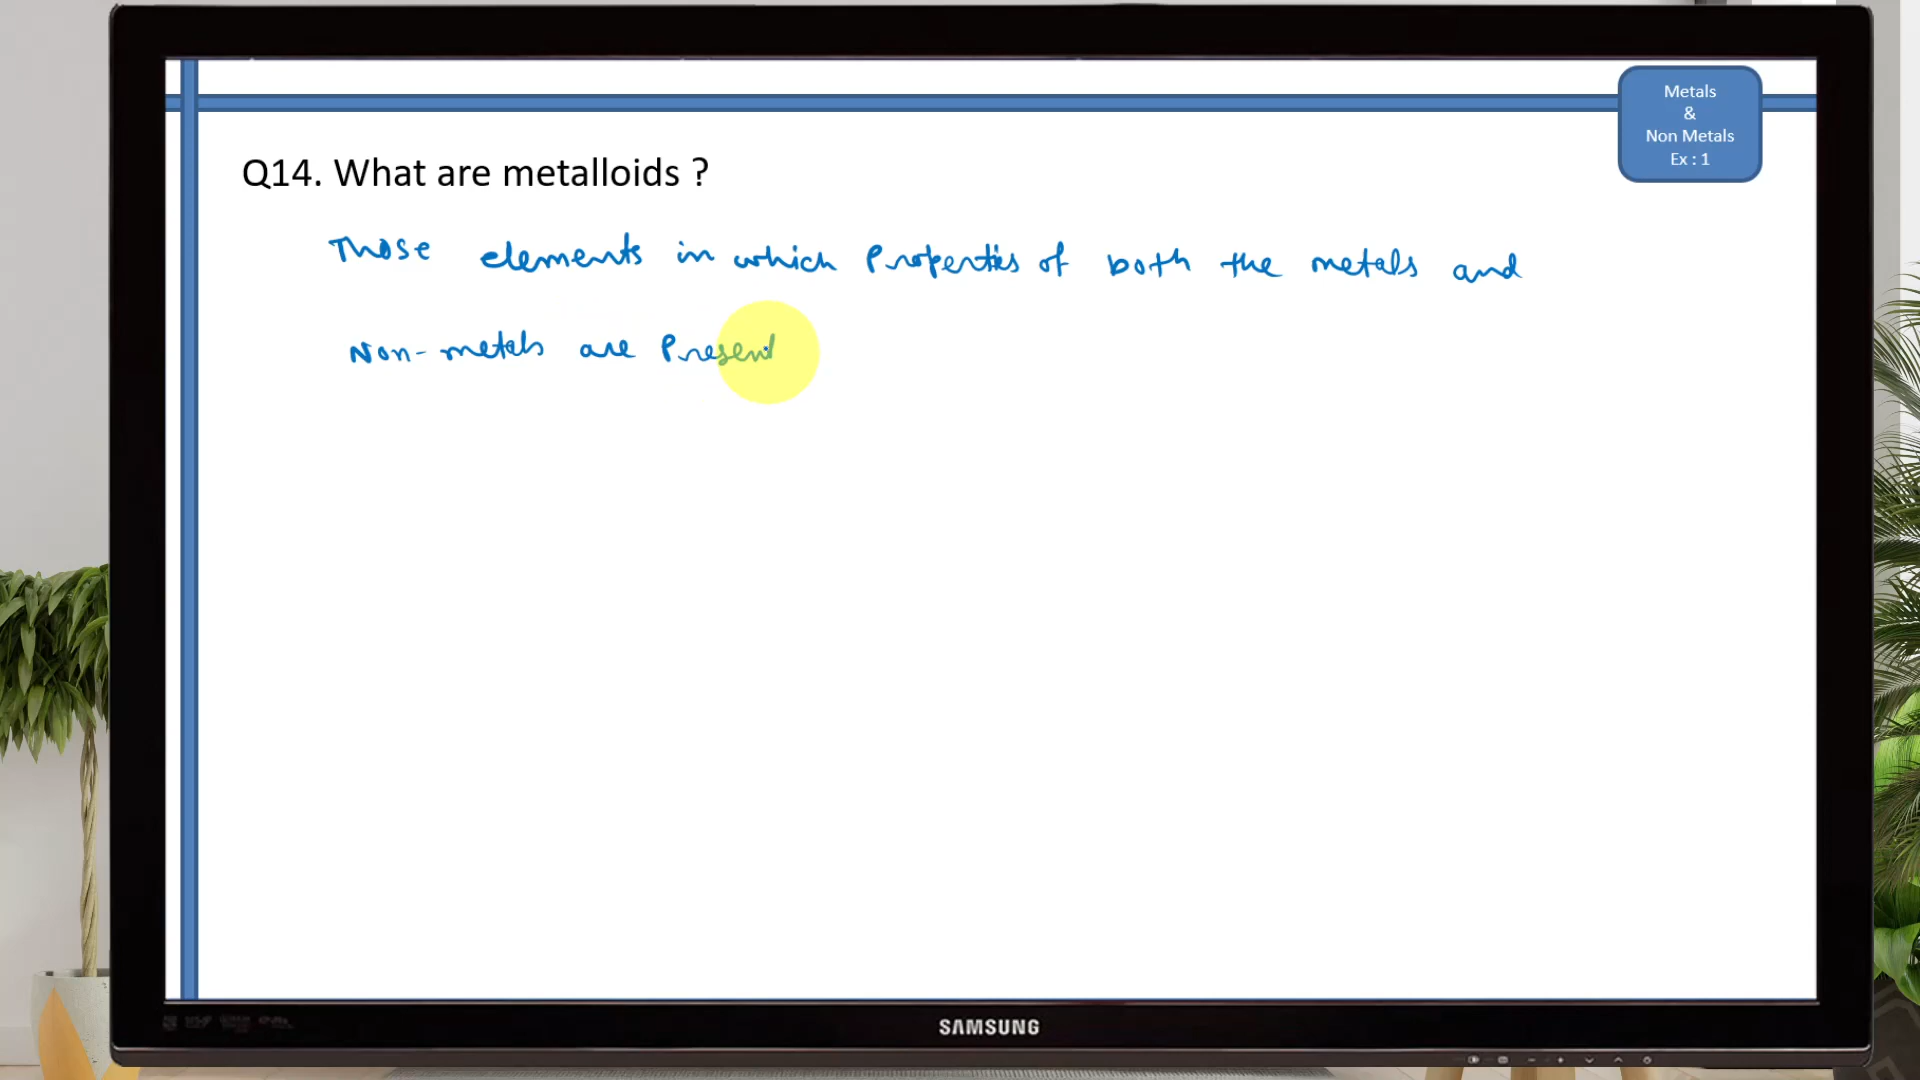 Metals
&
Non Metals
Ex : 1
Q14. What are metalloids ?
Those elements in which Properties of both the metals and
Non-metals are Present
SAMSUNG